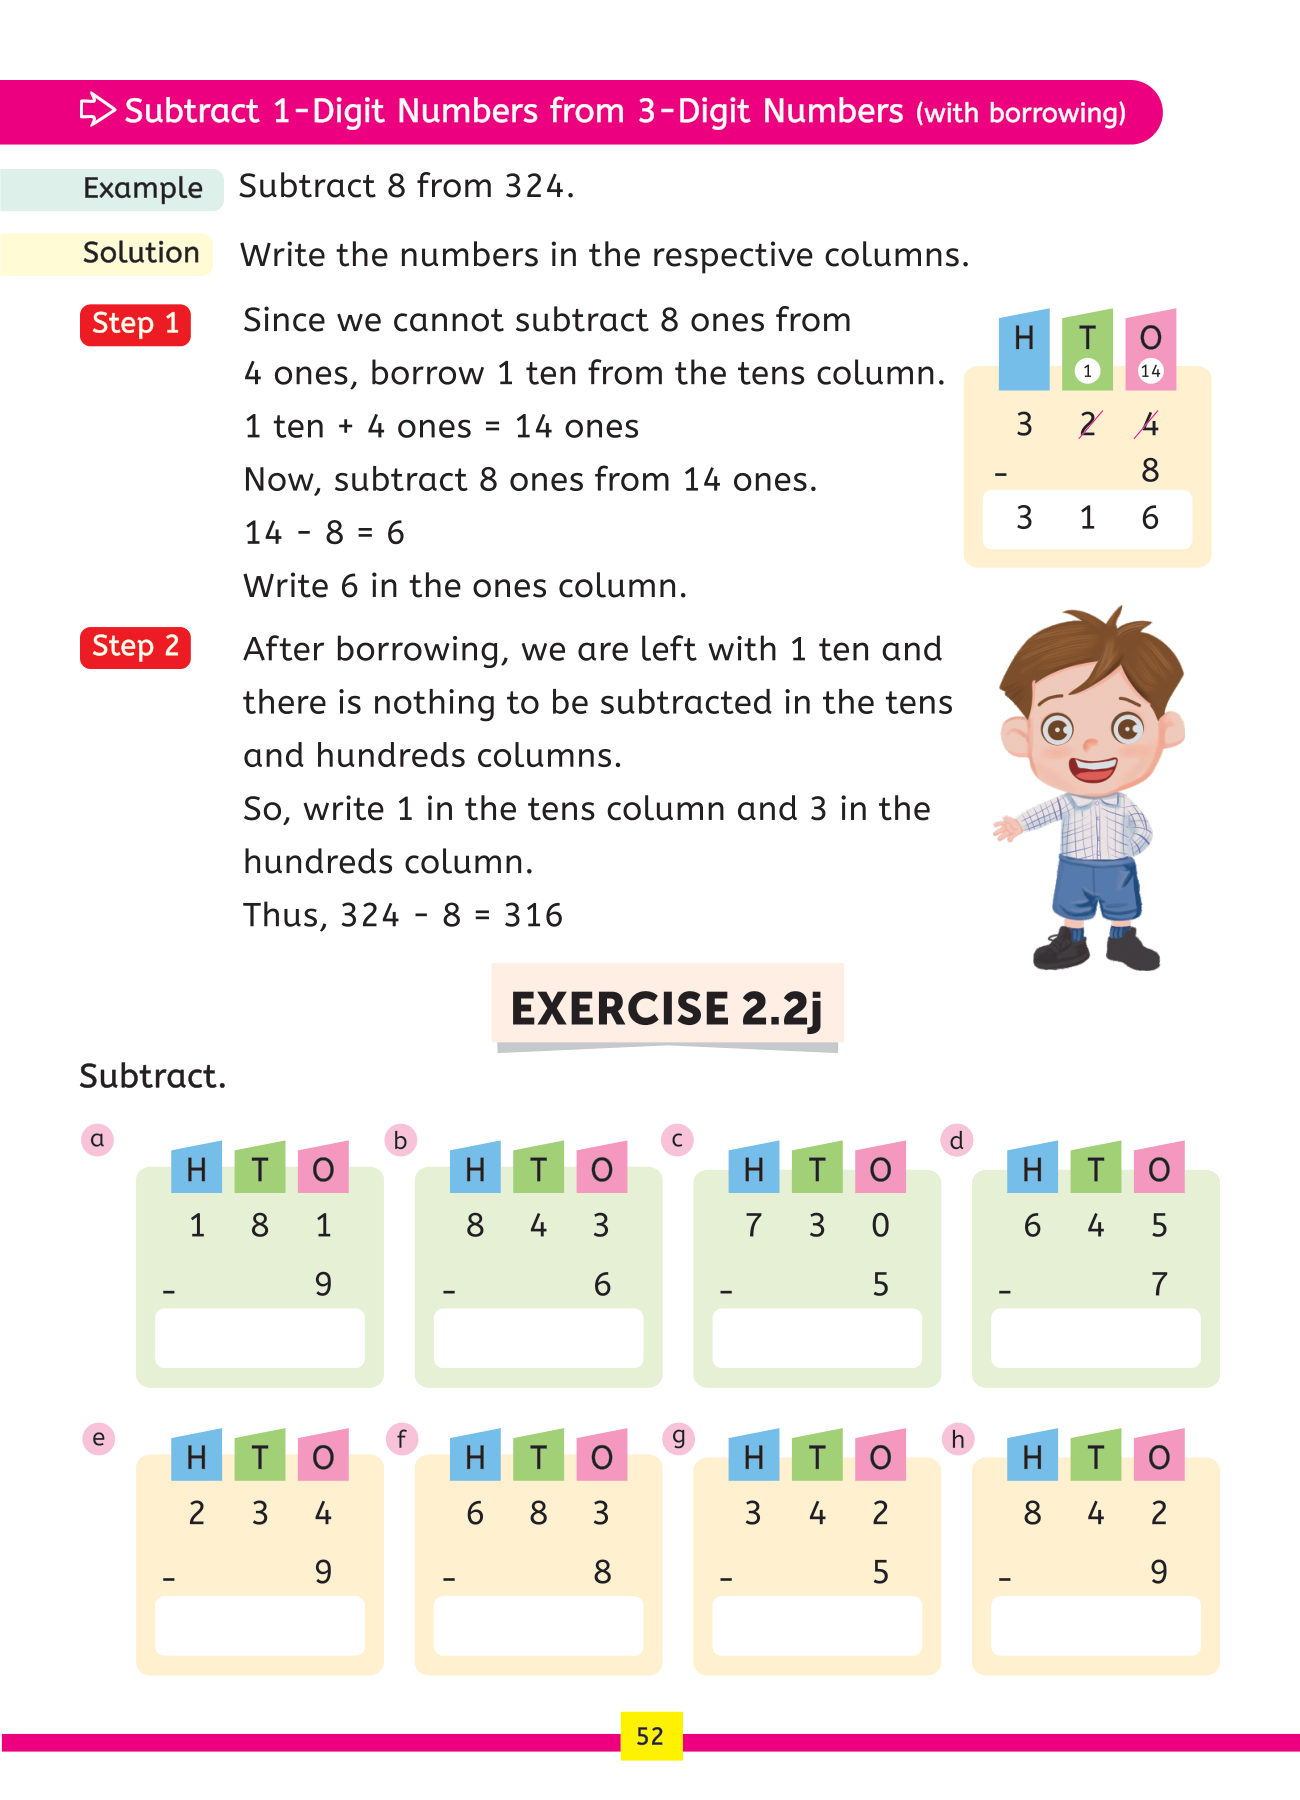 Subtract 1-Digit Numbers from 3-Digit Numbers (with borrowing)
Example Subtract 8 from 324.
Solution Write the numbers in the respective columns.
Step 1 Since we cannot subtract 8 ones from
4 ones, borrow 1 ten from the tens column.
1 ten + 4 ones = 14 ones
Now, subtract 8 ones from 14 ones.
14 - 8 = 6
Write 6 in the ones column.
H T O
1 14
3 2 4
- 8
3 1 6
Step 2 After borrowing, we are left with 1 ten and
there is nothing to be subtracted in the tens
and hundreds columns.
So, write 1 in the tens column and 3 in the
hundreds column.
Thus, 324 - 8 = 316
EXERCISE 2.2j
Subtract.
a
H T O
1 8 1
- 9
b
H T O
8 4 3
- 6
c
H T O
7 3 0
- 5
d
H T O
6 4 5
- 7
e
H T O
2 3 4
- 9
f
H T O
6 8 3
- 8
g
H T O
3 4 2
- 5
h
H T O
8 4 2
- 9
52